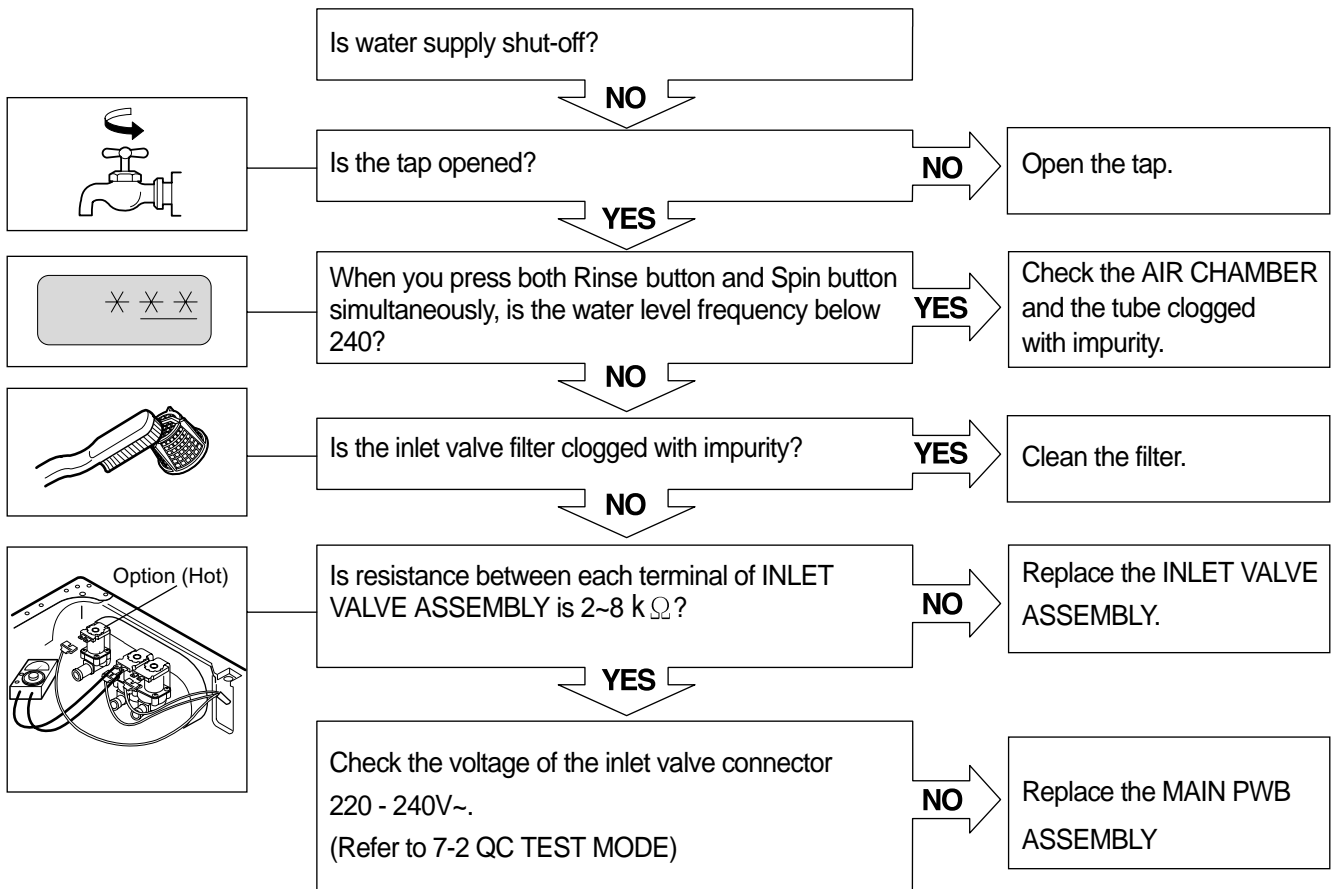 Is water supply shut-off?
NO
Is the tap opened?
NO
Open the tap.
YES
When you press both Rinse button and Spin button
simultaneously, is the water level frequency below
240?
YES
Check the AIR CHAMBER
and the tube clogged
with impurity.
NO
Is the inlet valve filter clogged with impurity?
YES
Clean the filter.
NO
Option (Hot)
Is resistance between each terminal of INLET
VALVE ASSEMBLY is 2~8 k Ω?
NO
Replace the INLET VALVE
ASSEMBLY.
YES
Check the voltage of the inlet valve connector
220 - 240V~.
(Refer to 7-2 QC TEST MODE)
NO
Replace the MAIN PWB
ASSEMBLY